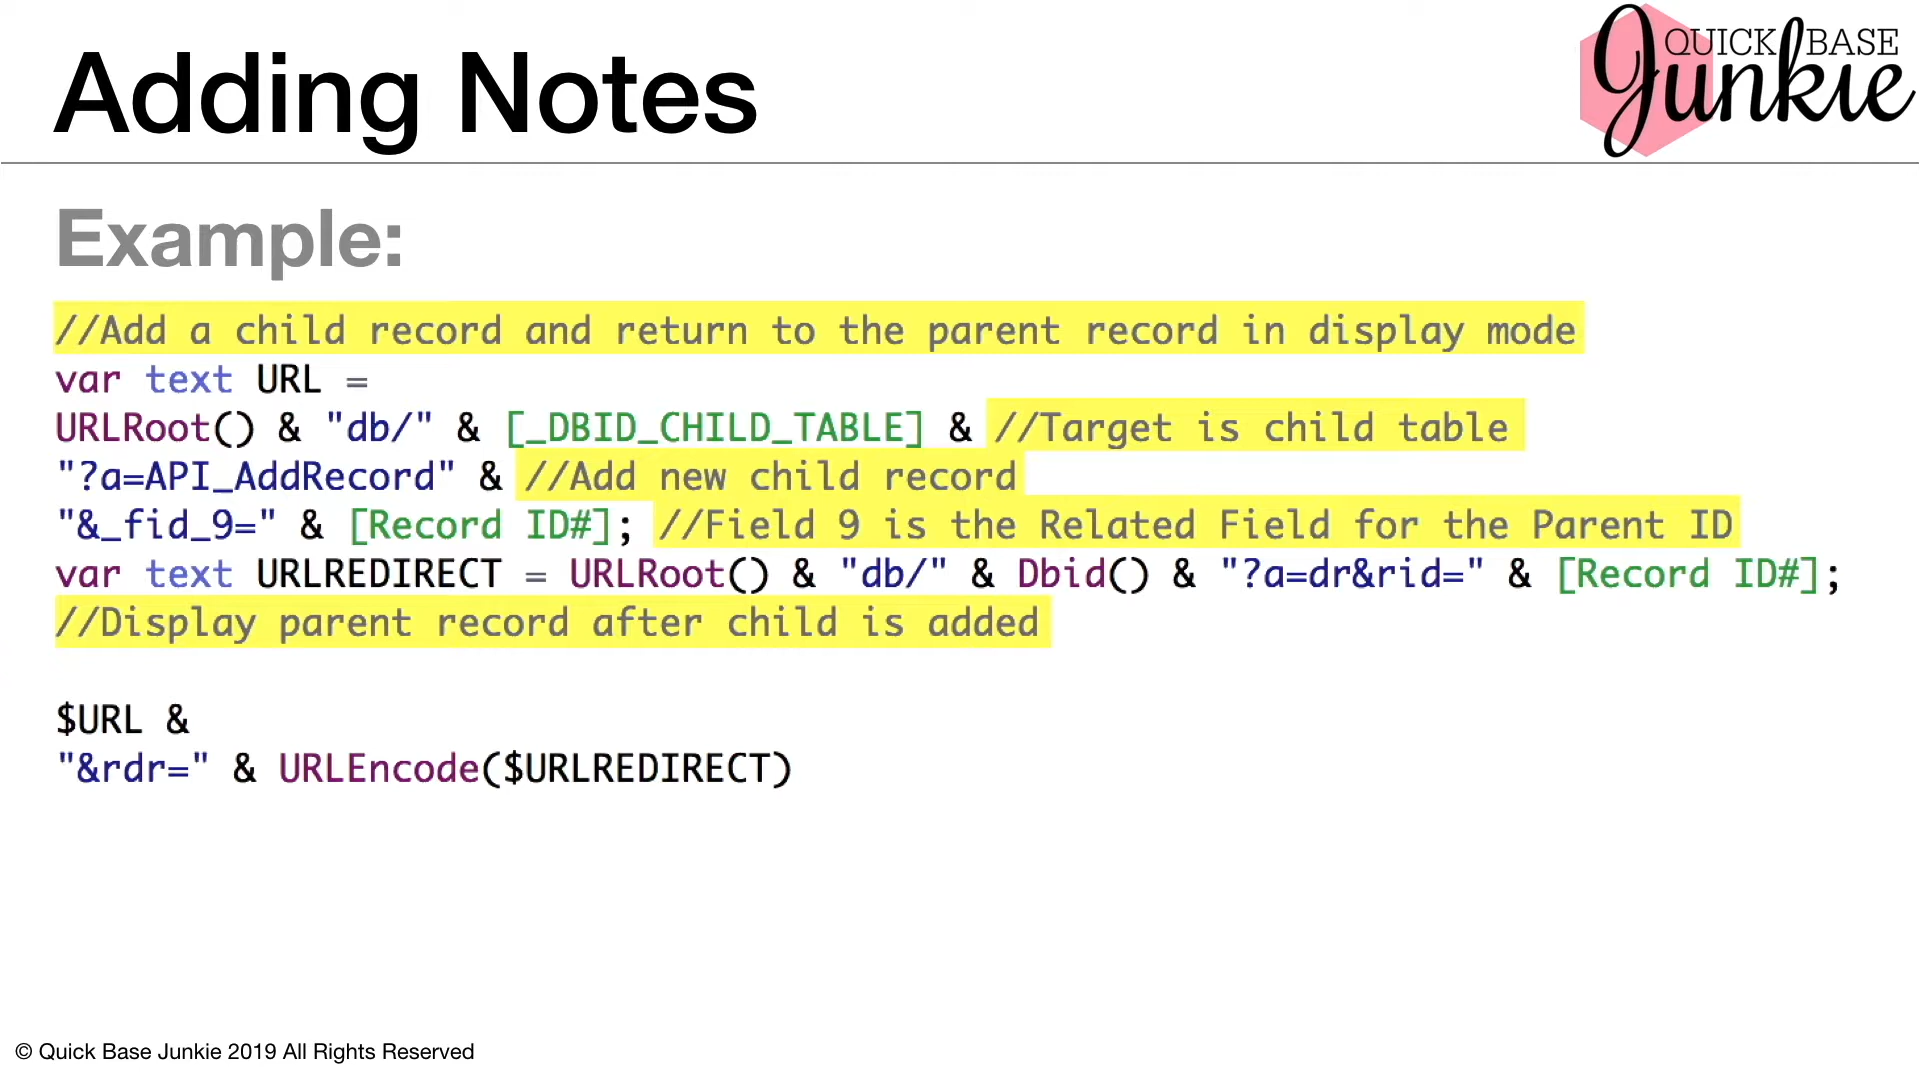 Adding Notes
QUICK BASE
Junkie
Example:
//Add a child record and return to the parent record in display mode
var text URL =
URLRoot() & "db/" & [_DBID_CHILD_TABLE] & //Target is child table
"?a=API_AddRecord" & //Add new child record
"&_fid_9=" & [Record ID#]; //Field 9 is the Related Field for the Parent ID
var text URLREDIRECT = URLRoot() & "db/" & Dbid() & "?a=dr&rid=" & [Record ID#];
//Display parent record after child is added
$URL &
"&rdr=" & URLEncode($URLREDIRECT)
© Quick Base Junkie 2019 All Rights Reserved